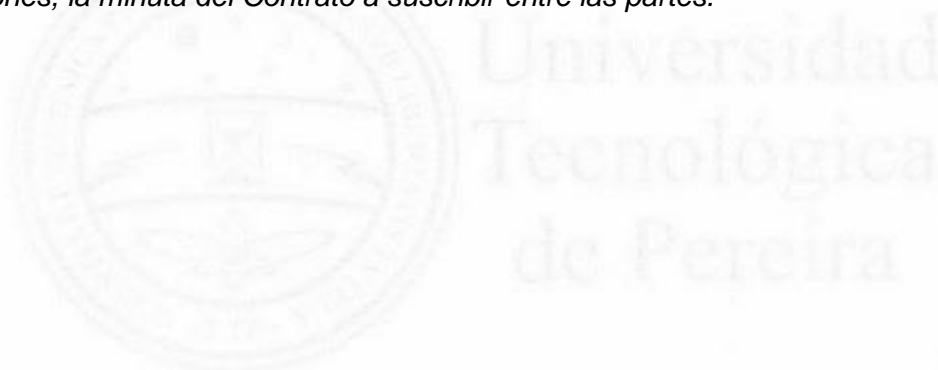 ones, la minuta del Contrato a suscribir entre las partes.
Universidad
Tecnológica
de Pereira